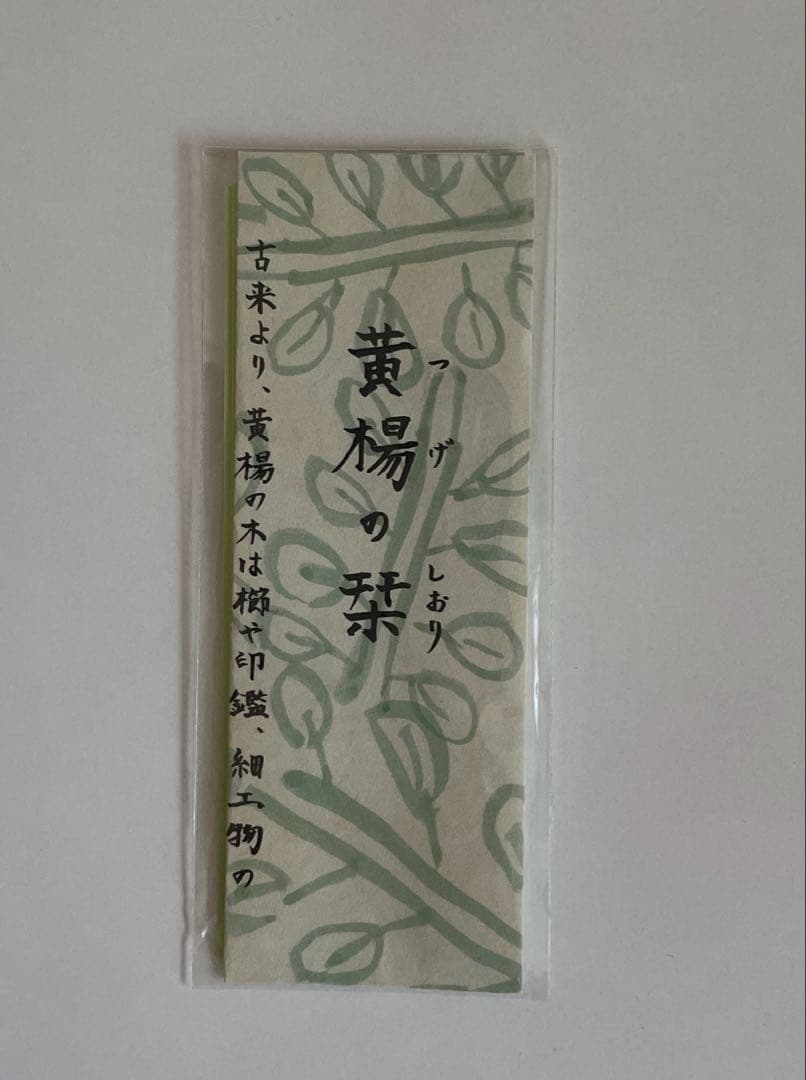 黄楊の栞
つげ しおり
古来より、黄楊の木は櫛や印鑑、細工物の